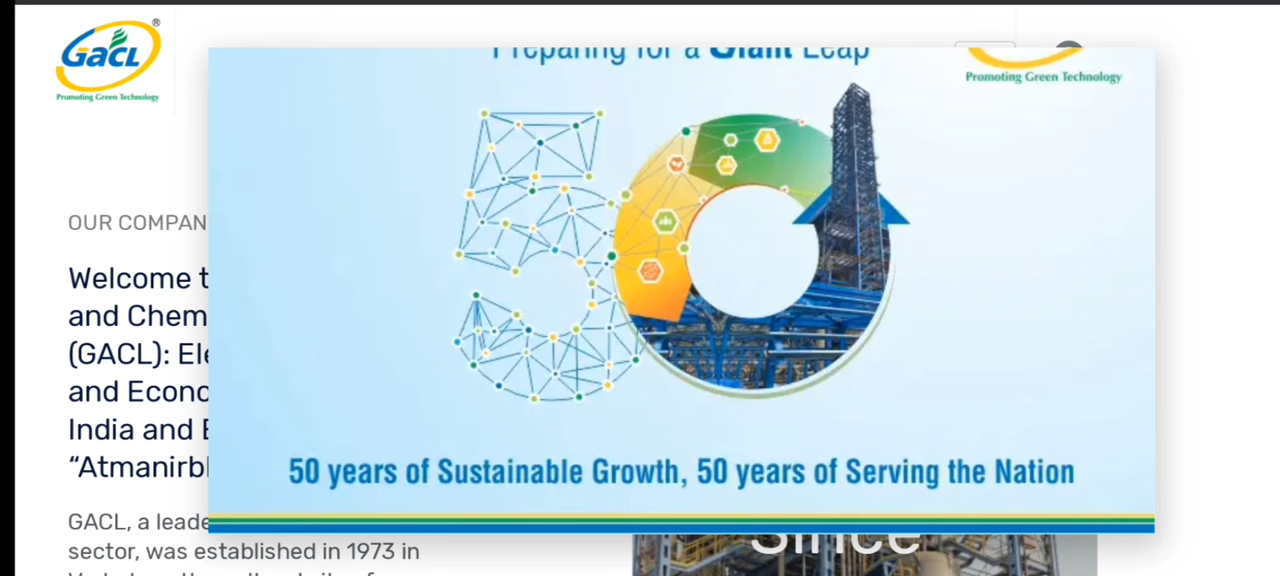 GACL
®
Promoting Green Technology
Preparing for a Giant Leap
Promoting Green Technology
50
50 years of Sustainable Growth, 50 years of Serving the Nation
OUR COMPAN
Welcome t
and Chem
(GACL): Ele
and Econo
India and
“Atmanirbl
GACL, a leade
sector, was established in 1973 in
Since